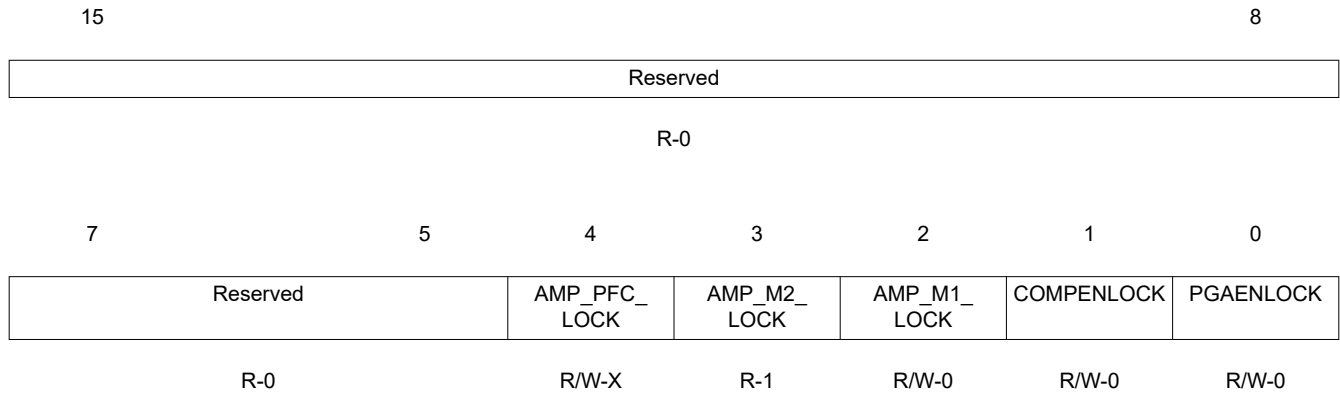 15 8
Reserved
R-0
7 5 4 3 2 1 0
Reserved AMP_PFC_ AMP_M2_ AMP_M1_ COMPENLOCK PGAENLOCK
LOCK LOCK LOCK
R-0 R/W-X R-1 R/W-0 R/W-0 R/W-0